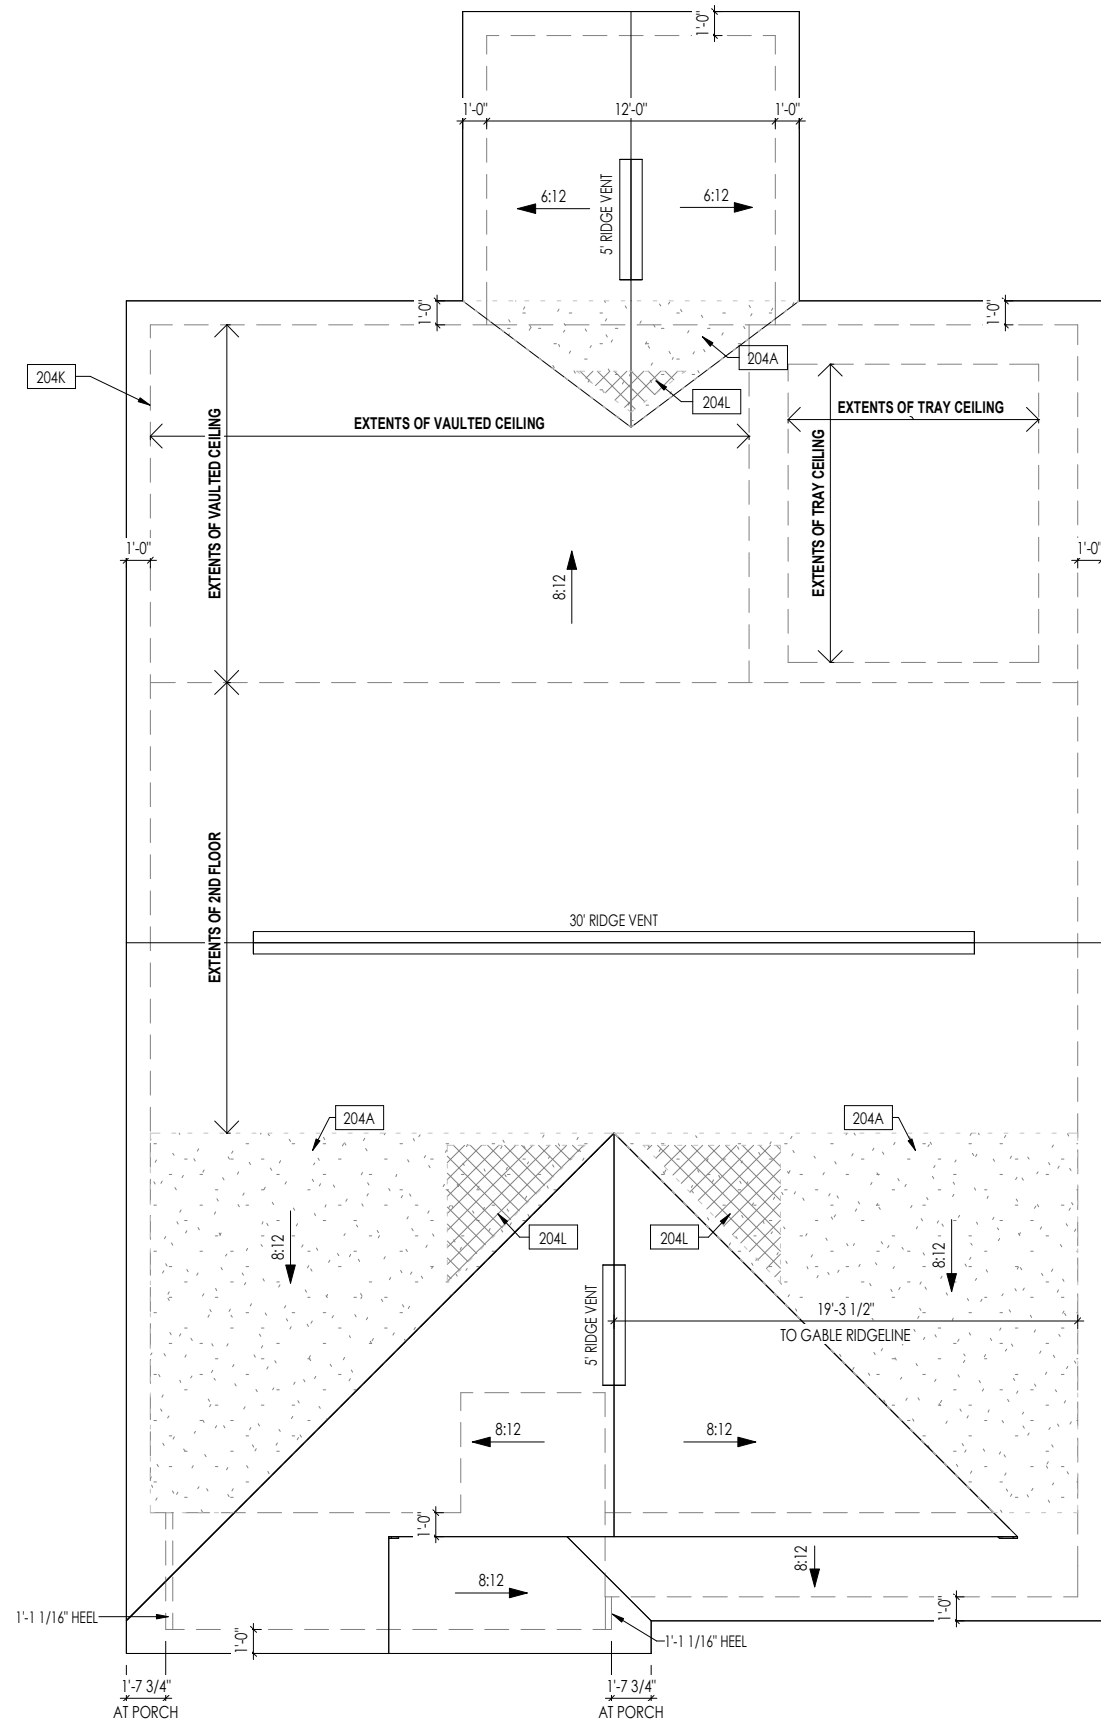 1'-0"
1'-0"
12'-0"
1'-0"
6:12
6:12
5' RIDGE VENT
1'-0"
1'-0"
204A
204K
204L
EXTENTS OF VAULTED CEILING
EXTENTS OF TRAY CEILING
EXTENTS OF VAULTED CEILING
EXTENTS OF TRAY CEILING
1'-0"
1'-0"
8:12
EXTENTS OF 2ND FLOOR
30' RIDGE VENT
204A
204A
204L
204L
8:12
8:12
5' RIDGE VENT
19'-3 1/2"
TO GABLE RIDGELINE
8:12
8:12
1'-0"
8:12
8:12
1'-0"
1'-1 1/16" HEEL
1'-0"
1'-1 1/16" HEEL
1'-7 3/4"
AT PORCH
1'-7 3/4"
AT PORCH